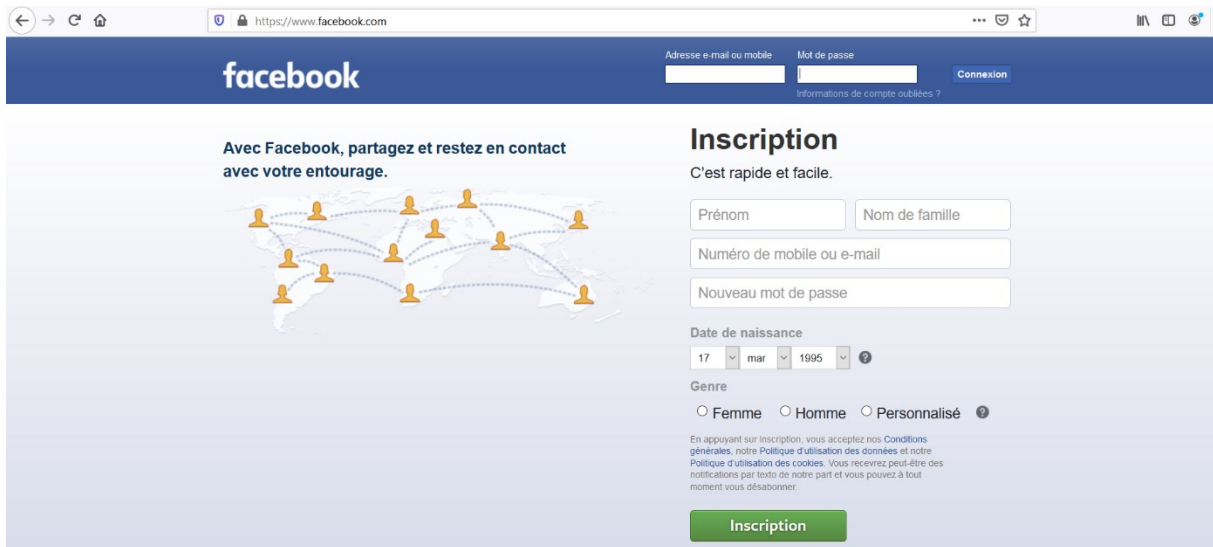 https://www.facebook.com
Adresse e-mail ou mobile
Mot de passe
facebook
Connexion
Informations de compte oubliées ?
Avec Facebook, partagez et restez en contact
avec votre entourage.
Inscription
C'est rapide et facile.
Prénom
Nom de famille
Numéro de mobile ou e-mail
Nouveau mot de passe
Date de naissance
17 mar 1995
Genre
Femme Homme Personnalisé
En appuyant sur Inscription, vous acceptez nos Conditions
générales, notre Politique d'utilisation des données et notre
Politique d'utilisation des cookies. Vous recevrez peut-être des
notifications par texto de notre part et vous pouvez à tout
moment vous désabonner.
Inscription